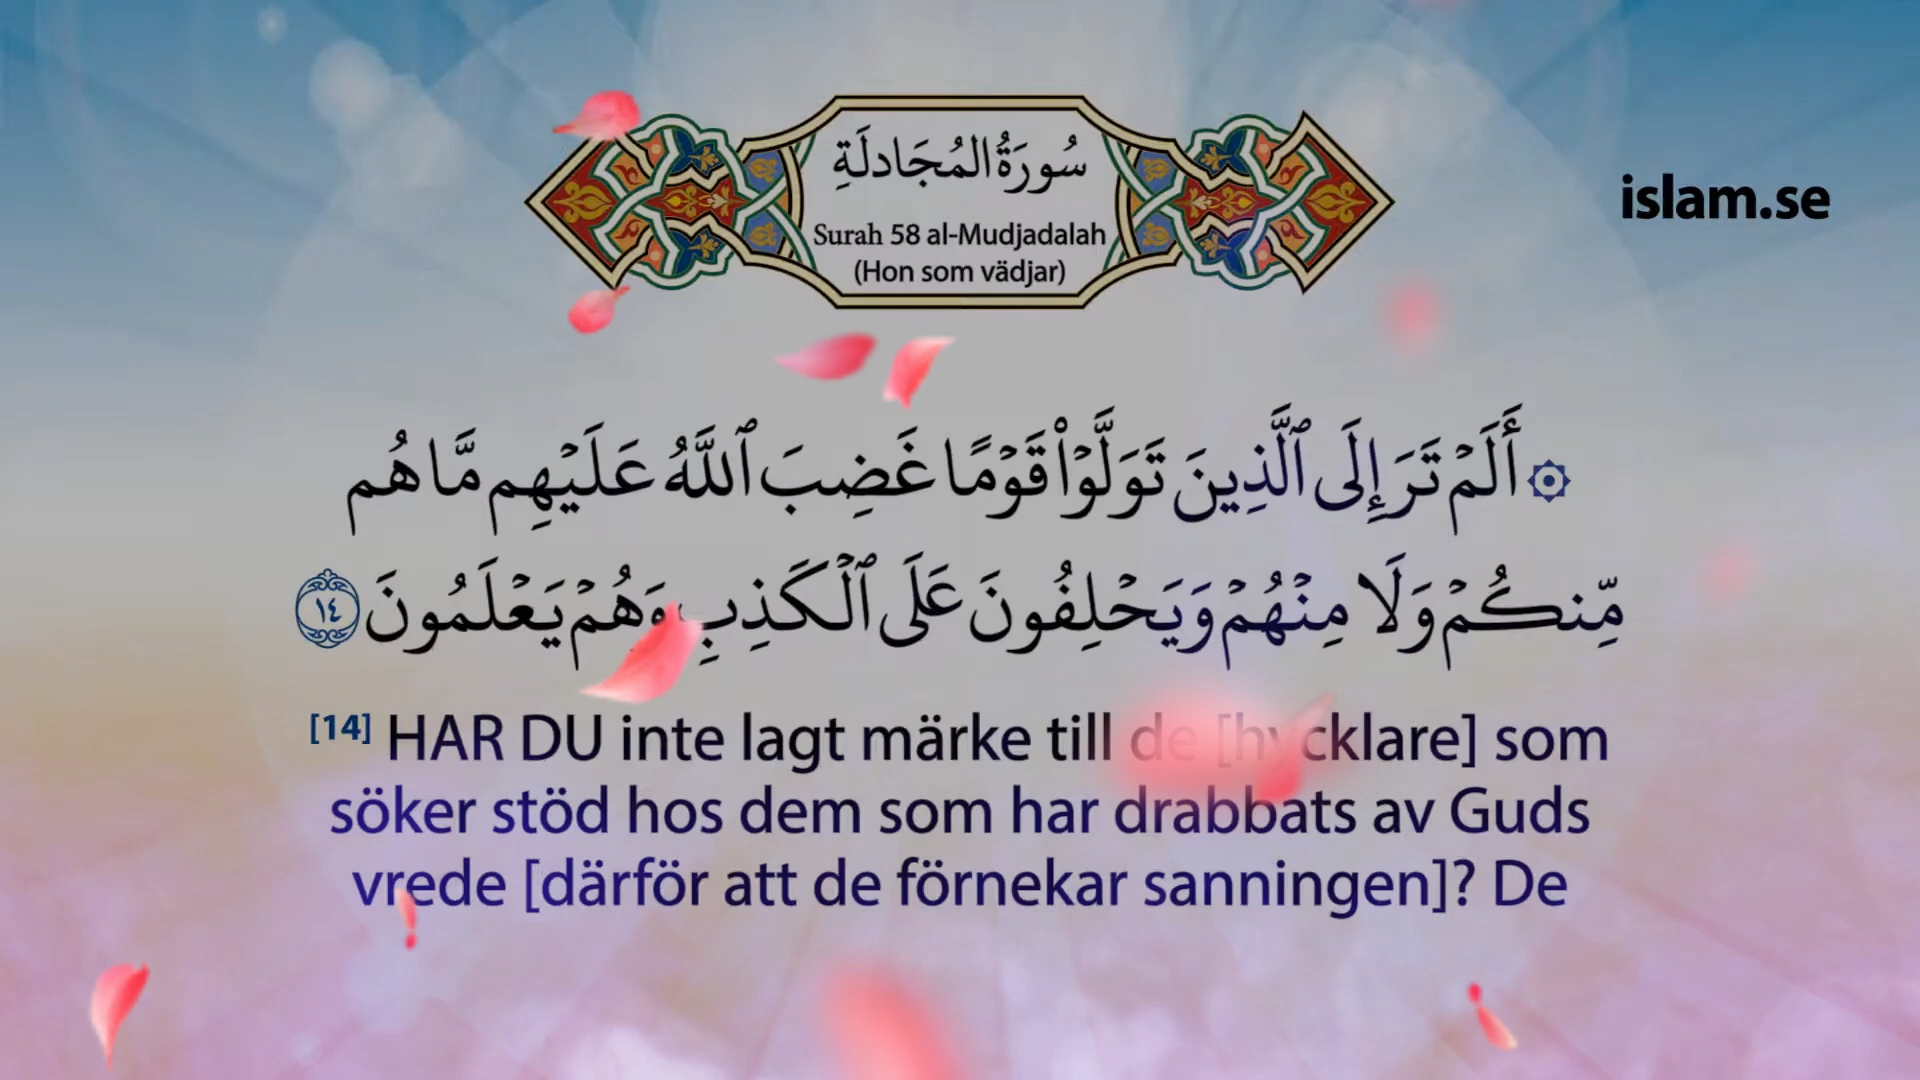 سُورَةُ المُجَادلَةِ
Surah 58 al-Mudjadalah
(Hon som vädjar)
islam.se
۞ أَلَمْ تَرَ إِلَى ٱلَّذِينَ تَوَلَّوْا۟ قَوْمًا غَضِبَ ٱللَّهُ عَلَيْهِم مَّا هُم
مِّنكُمْ وَلَا مِنْهُمْ وَيَحْلِفُونَ عَلَى ٱلْكَذِبِ وَهُمْ يَعْلَمُونَ ١٤
[14] HAR DU inte lagt märke till de [hycklare] som
söker stöd hos dem som har drabbats av Guds
vrede [därför att de förnekar sanningen]? De